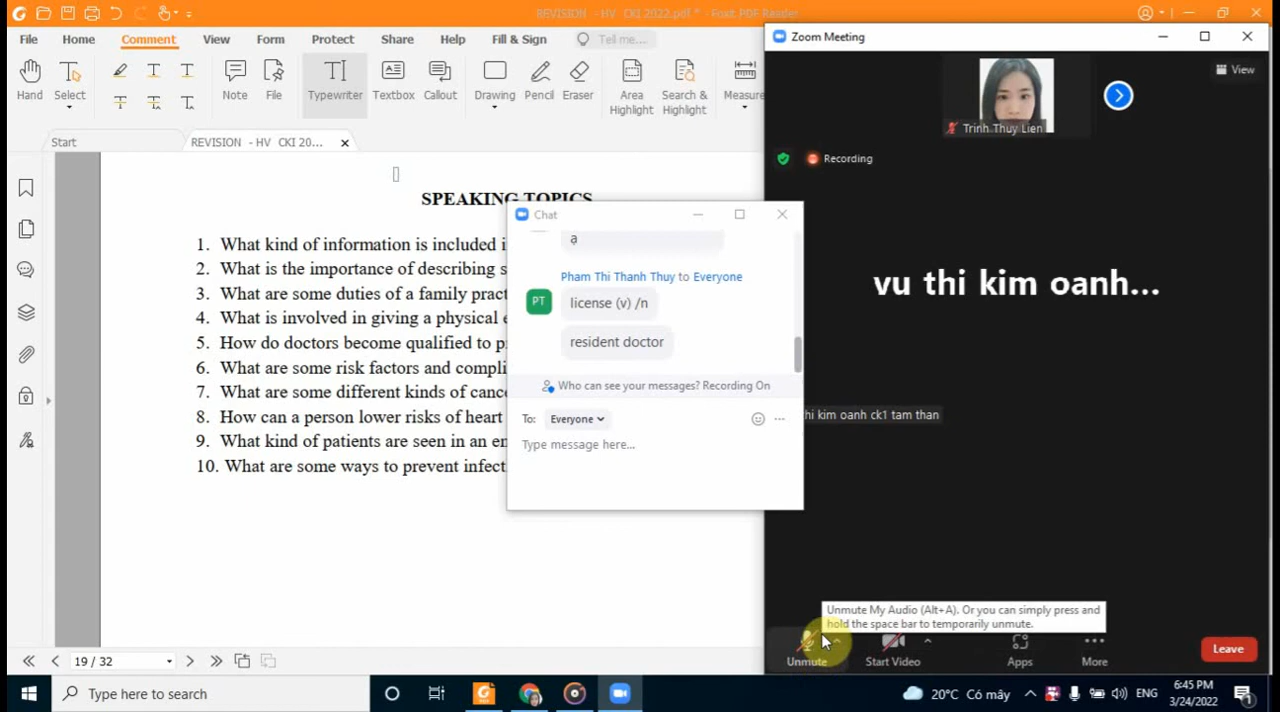 REVISION - HV CKI 2022.pdf * - Foxit PDF Reader
File Home Comment View Form Protect Share Help Fill & Sign Tell me...
Hand Select Note File Typewriter Textbox Callout Drawing Pencil Eraser Area Highlight Search & Highlight Measure
Start
REVISION - HV CKI 20...
SPEAKING TOPICS
1. What kind of information is included i
2. What is the importance of describing s
3. What are some duties of a family pract
4. What is involved in giving a physical e
5. How do doctors become qualified to p
6. What are some risk factors and compli
7. What are some different kinds of cance
8. How can a person lower risks of heart
9. What kind of patients are seen in an en
10. What are some ways to prevent infect
19 / 32
Chat
ạ
Pham Thi Thanh Thuy to Everyone
PT
license (v) /n
resident doctor
Who can see your messages? Recording On
To: Everyone
Type message here...
Zoom Meeting
View
Trinh Thuy Lien
Recording
vu thi kim oanh...
hi kim oanh ck1 tam than
Unmute My Audio (Alt+A). Or you can simply press and
hold the space bar to temporarily unmute.
Unmute Start Video Apps More Leave
Type here to search
20°C Có mây
ENG
6:45 PM
3/24/2022
1